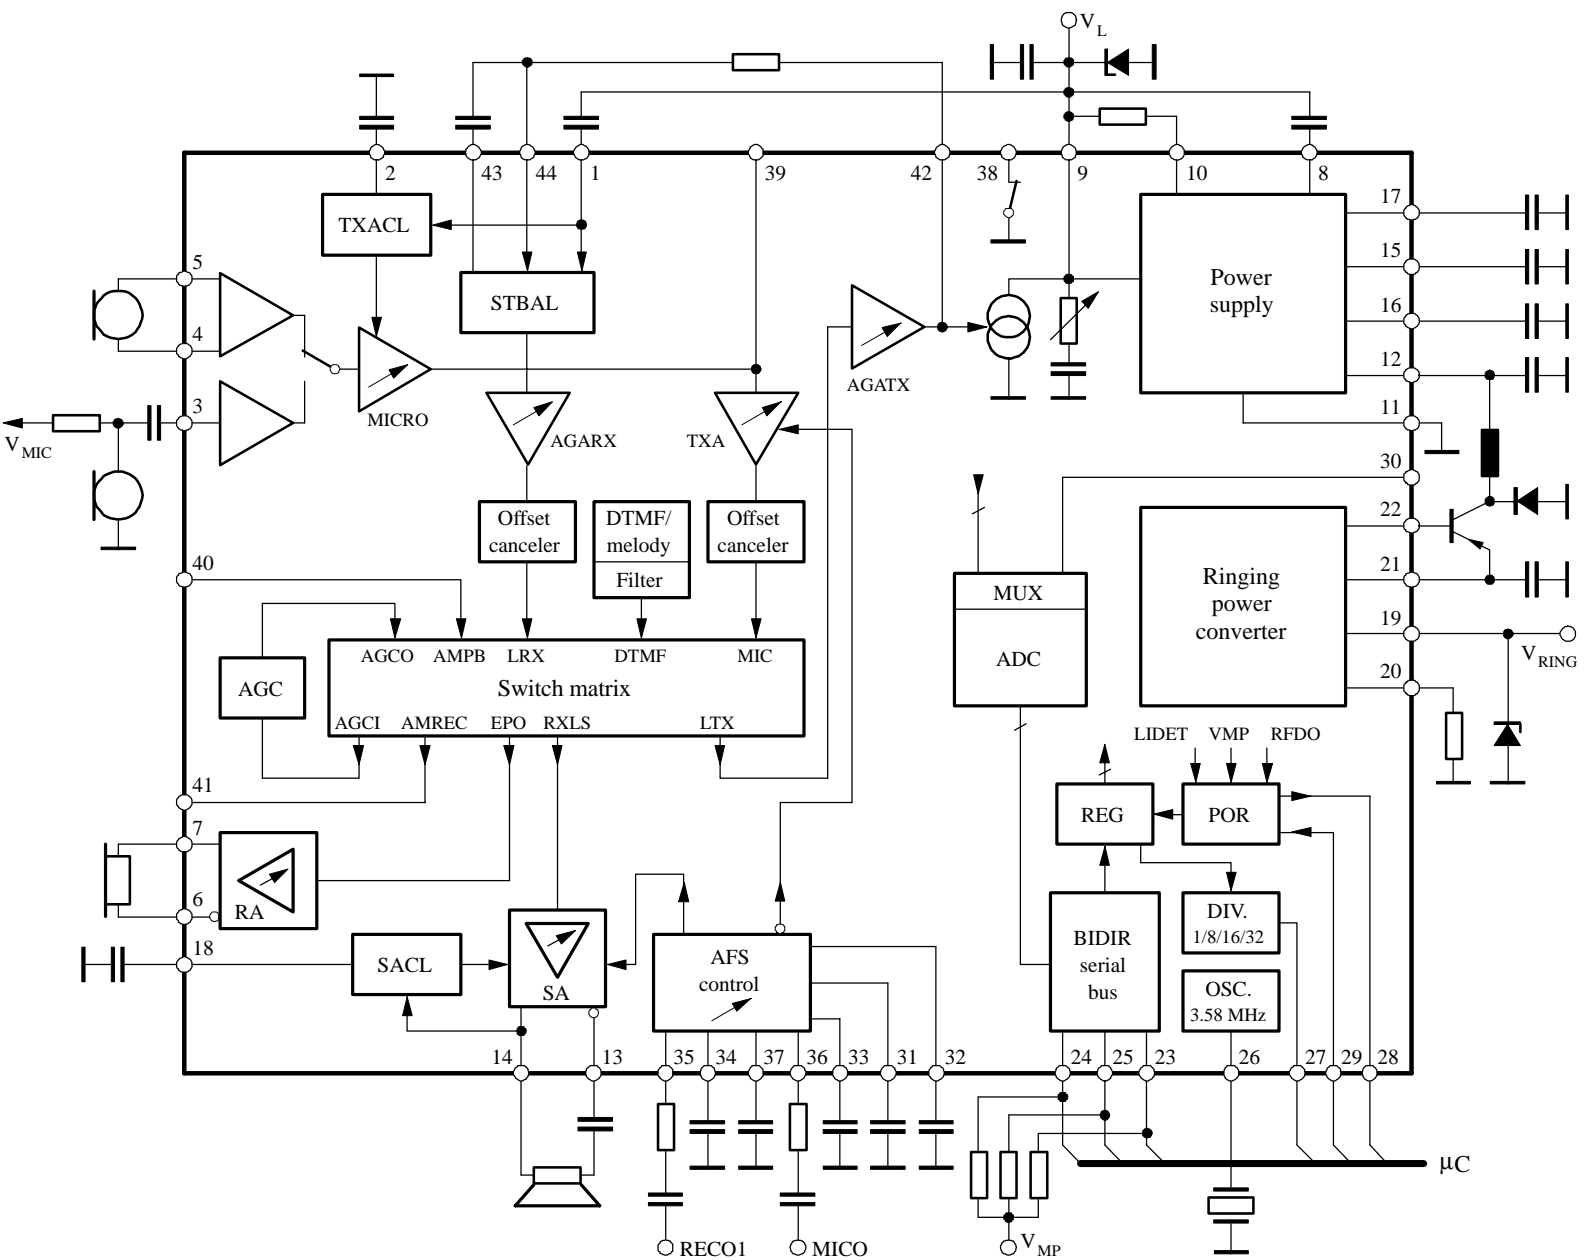 V_L
2
43
44
1
39
42
38
9
10
8
17
15
16
12
11
30
22
21
19
20
TXACL
STBAL
Power
supply
5
4
3
V_MIC
MICRO
AGARX
TXA
AGATX
Offset
canceler
DTMF/
melody
Filter
Offset
canceler
MUX
ADC
Ringing
power
converter
V_RING
40
AGC
AGCO
AMPB
LRX
DTMF
MIC
Switch matrix
AGCI
AMREC
EPO
RXLS
LTX
LIDET
VMP
RFDO
REG
POR
41
7
6
RA
18
SACL
SA
AFS
control
BIDIR
serial
bus
DIV.
1/8/16/32
OSC.
3.58 MHz
14
13
35
34
37
36
33
31
32
24
25
23
26
27
29
28
µC
RECO1
MICO
V_MP